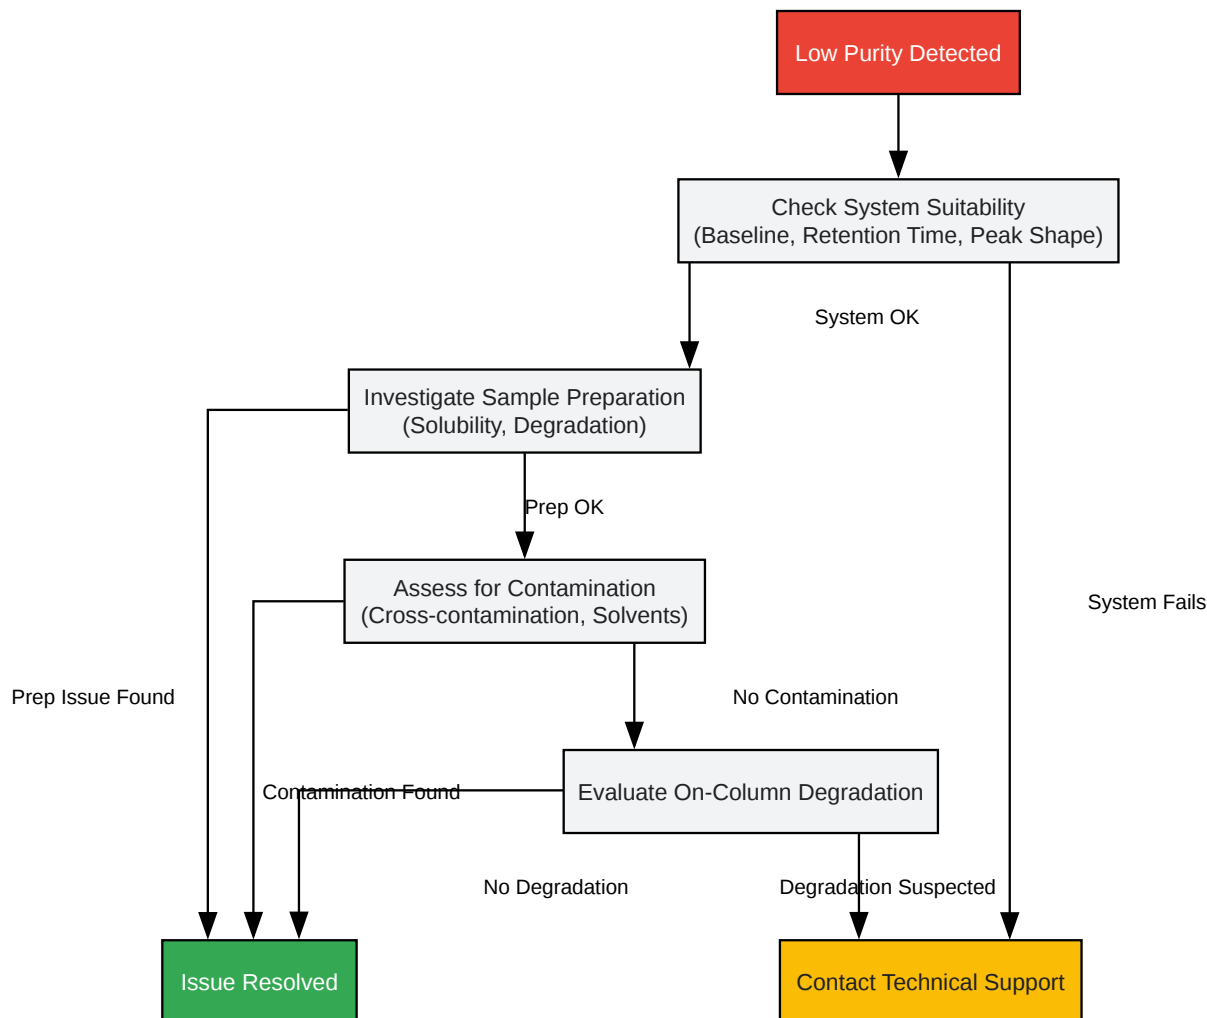 Low Purity Detected
Check System Suitability
(Baseline, Retention Time, Peak Shape)
System OK
Investigate Sample Preparation
(Solubility, Degradation)
Prep OK
Assess for Contamination
(Cross-contamination, Solvents)
System Fails
Prep Issue Found
No Contamination
Contamination Found
Evaluate On-Column Degradation
No Degradation
Degradation Suspected
Issue Resolved
Contact Technical Support